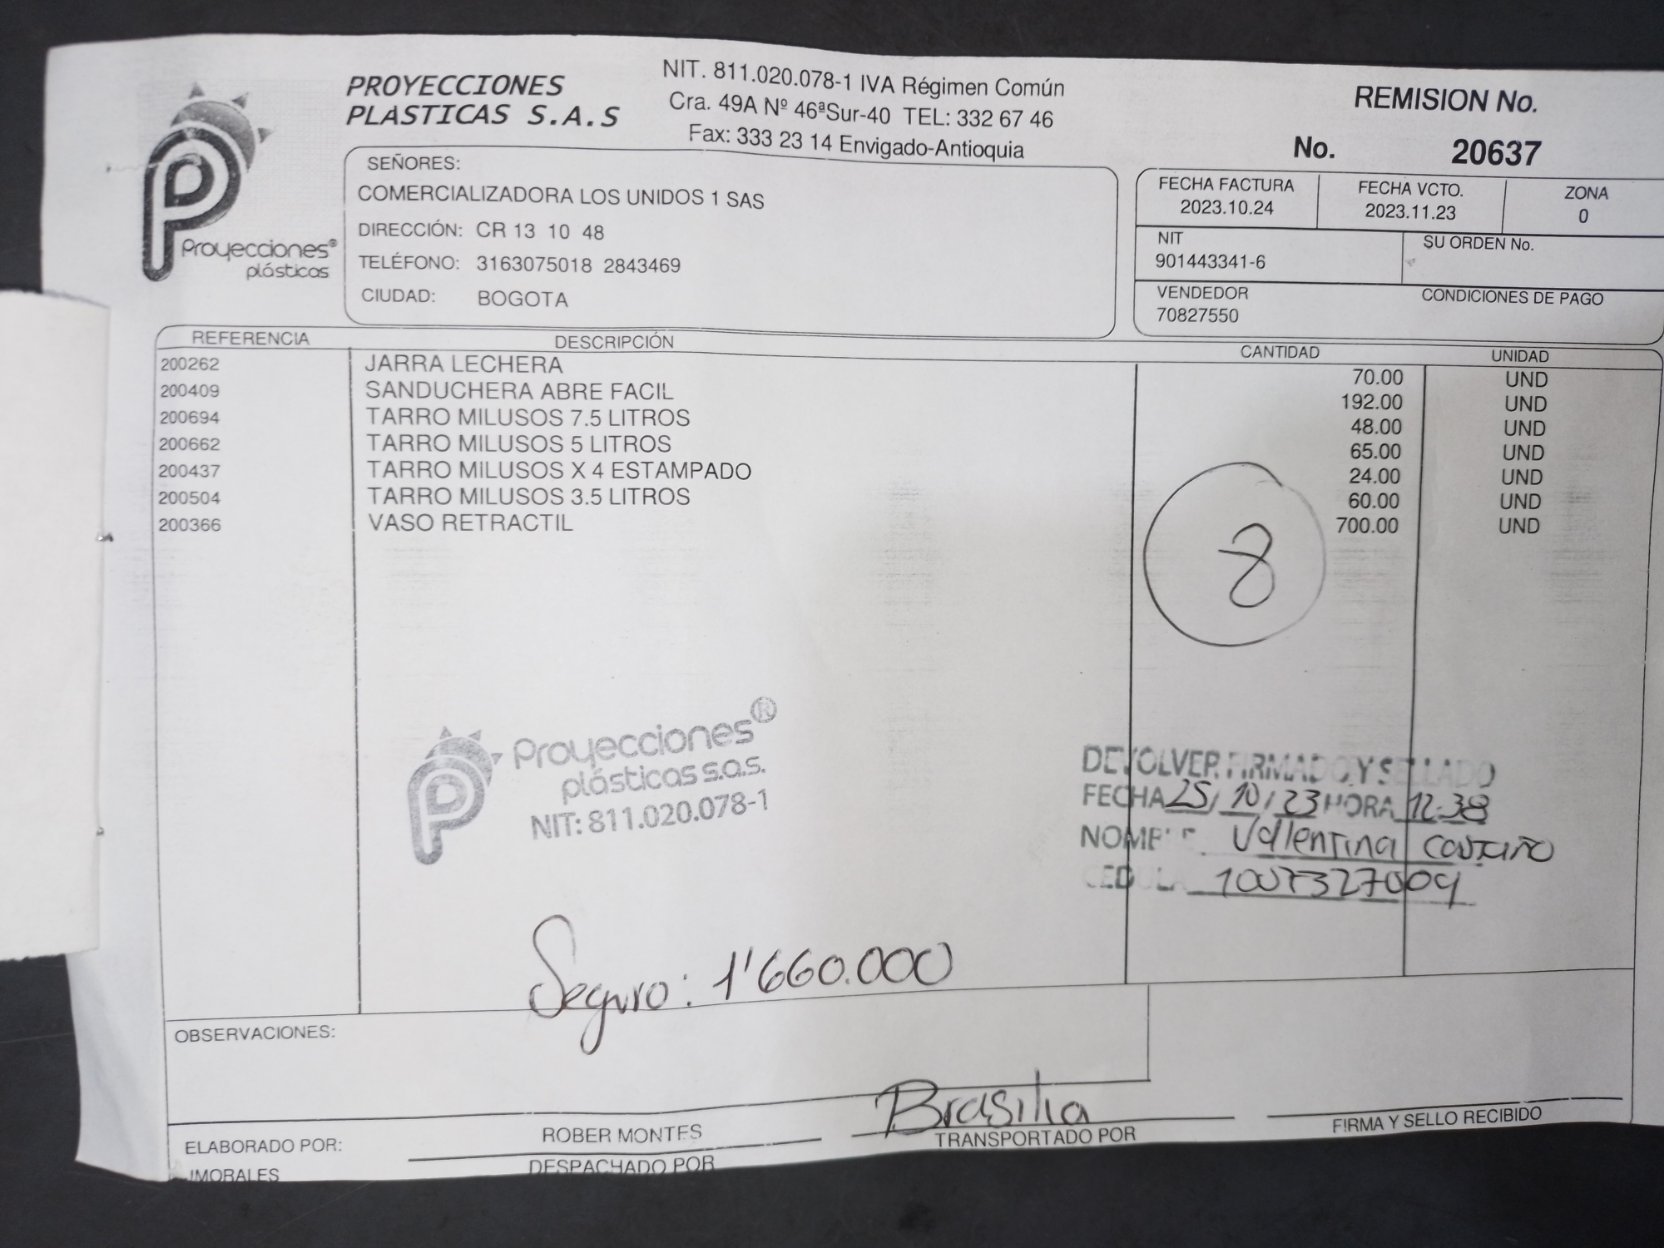 PROYECCIONES
PLASTICAS S.A.S
NIT. 811.020.078-1 IVA Régimen Común
Cra. 49A Nº 46ªSur-40 TEL: 332 67 46
Fax: 333 23 14 Envigado-Antioquia
REMISION No.
No. 20637
Proyecciones®
plásticas
SEÑORES:
COMERCIALIZADORA LOS UNIDOS 1 SAS
DIRECCIÓN: CR 13 10 48
TELÉFONO: 3163075018 2843469
CIUDAD: BOGOTA
FECHA FACTURA FECHA VCTO. ZONA
2023.10.24 2023.11.23 0
NIT SU ORDEN No.
901443341-6
VENDEDOR CONDICIONES DE PAGO
70827550
REFERENCIA DESCRIPCIÓN CANTIDAD UNIDAD
200262 JARRA LECHERA 70.00 UND
200409 SANDUCHERA ABRE FACIL 192.00 UND
200694 TARRO MILUSOS 7.5 LITROS 48.00 UND
200662 TARRO MILUSOS 5 LITROS 65.00 UND
200437 TARRO MILUSOS X 4 ESTAMPADO 24.00 UND
200504 TARRO MILUSOS 3.5 LITROS 60.00 UND
200366 VASO RETRACTIL 700.00 UND
8
Proyecciones®
plásticas s.a.s.
NIT: 811.020.078-1
DEVOLVER FIRMADO Y SELLADO
FECHA 25/10/23 HORA 12:38
NOMBRE Vallentina
CEDULA
Seguro: 1'660.000
OBSERVACIONES:
ELABORADO POR:
JMORALES
ROBER MONTES
DESPACHADO POR
Brasilia
TRANSPORTADO POR
FIRMA Y SELLO RECIBIDO